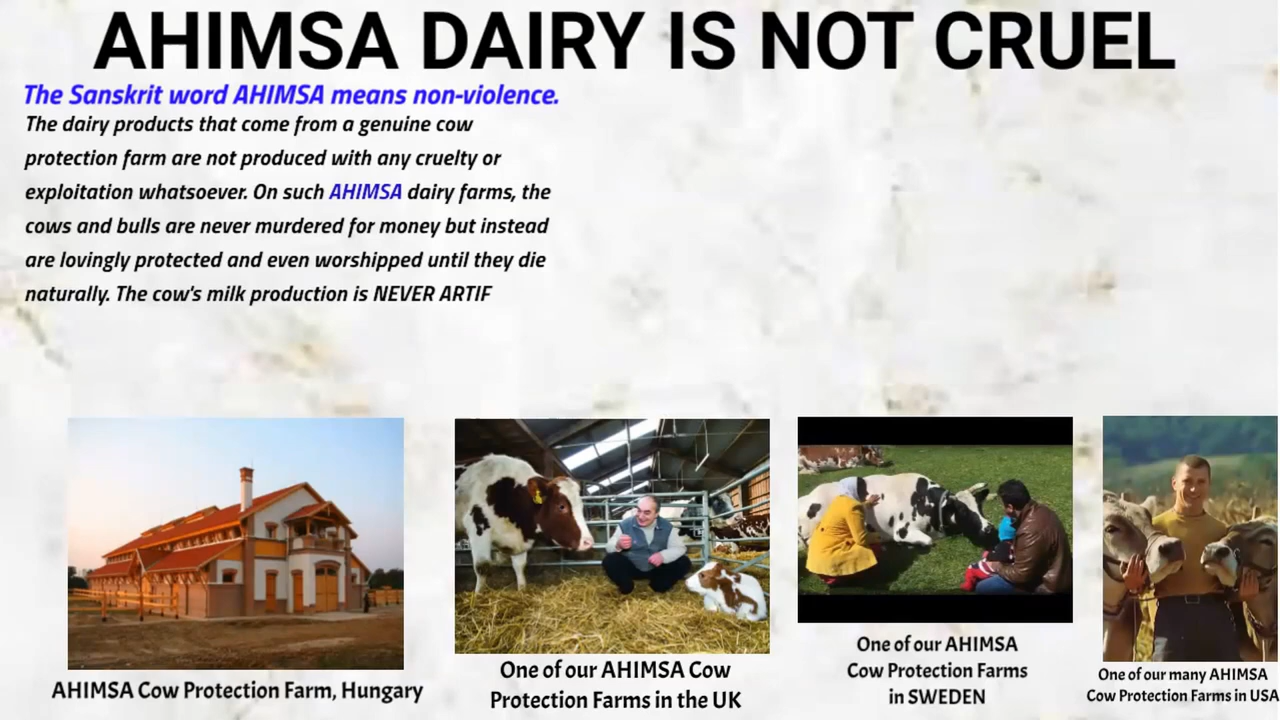 AHIMSA DAIRY IS NOT CRUEL
The Sanskrit word AHIMSA means non-violence.
The dairy products that come from a genuine cow
protection farm are not produced with any cruelty or
exploitation whatsoever. On such AHIMSA dairy farms, the
cows and bulls are never murdered for money but instead
are lovingly protected and even worshipped until they die
naturally. The cow's milk production is NEVER ARTIF
AHIMSA Cow Protection Farm, Hungary
One of our AHIMSA Cow
Protection Farms in the UK
One of our AHIMSA
Cow Protection Farms
in SWEDEN
One of our many AHIMSA
Cow Protection Farms in USA